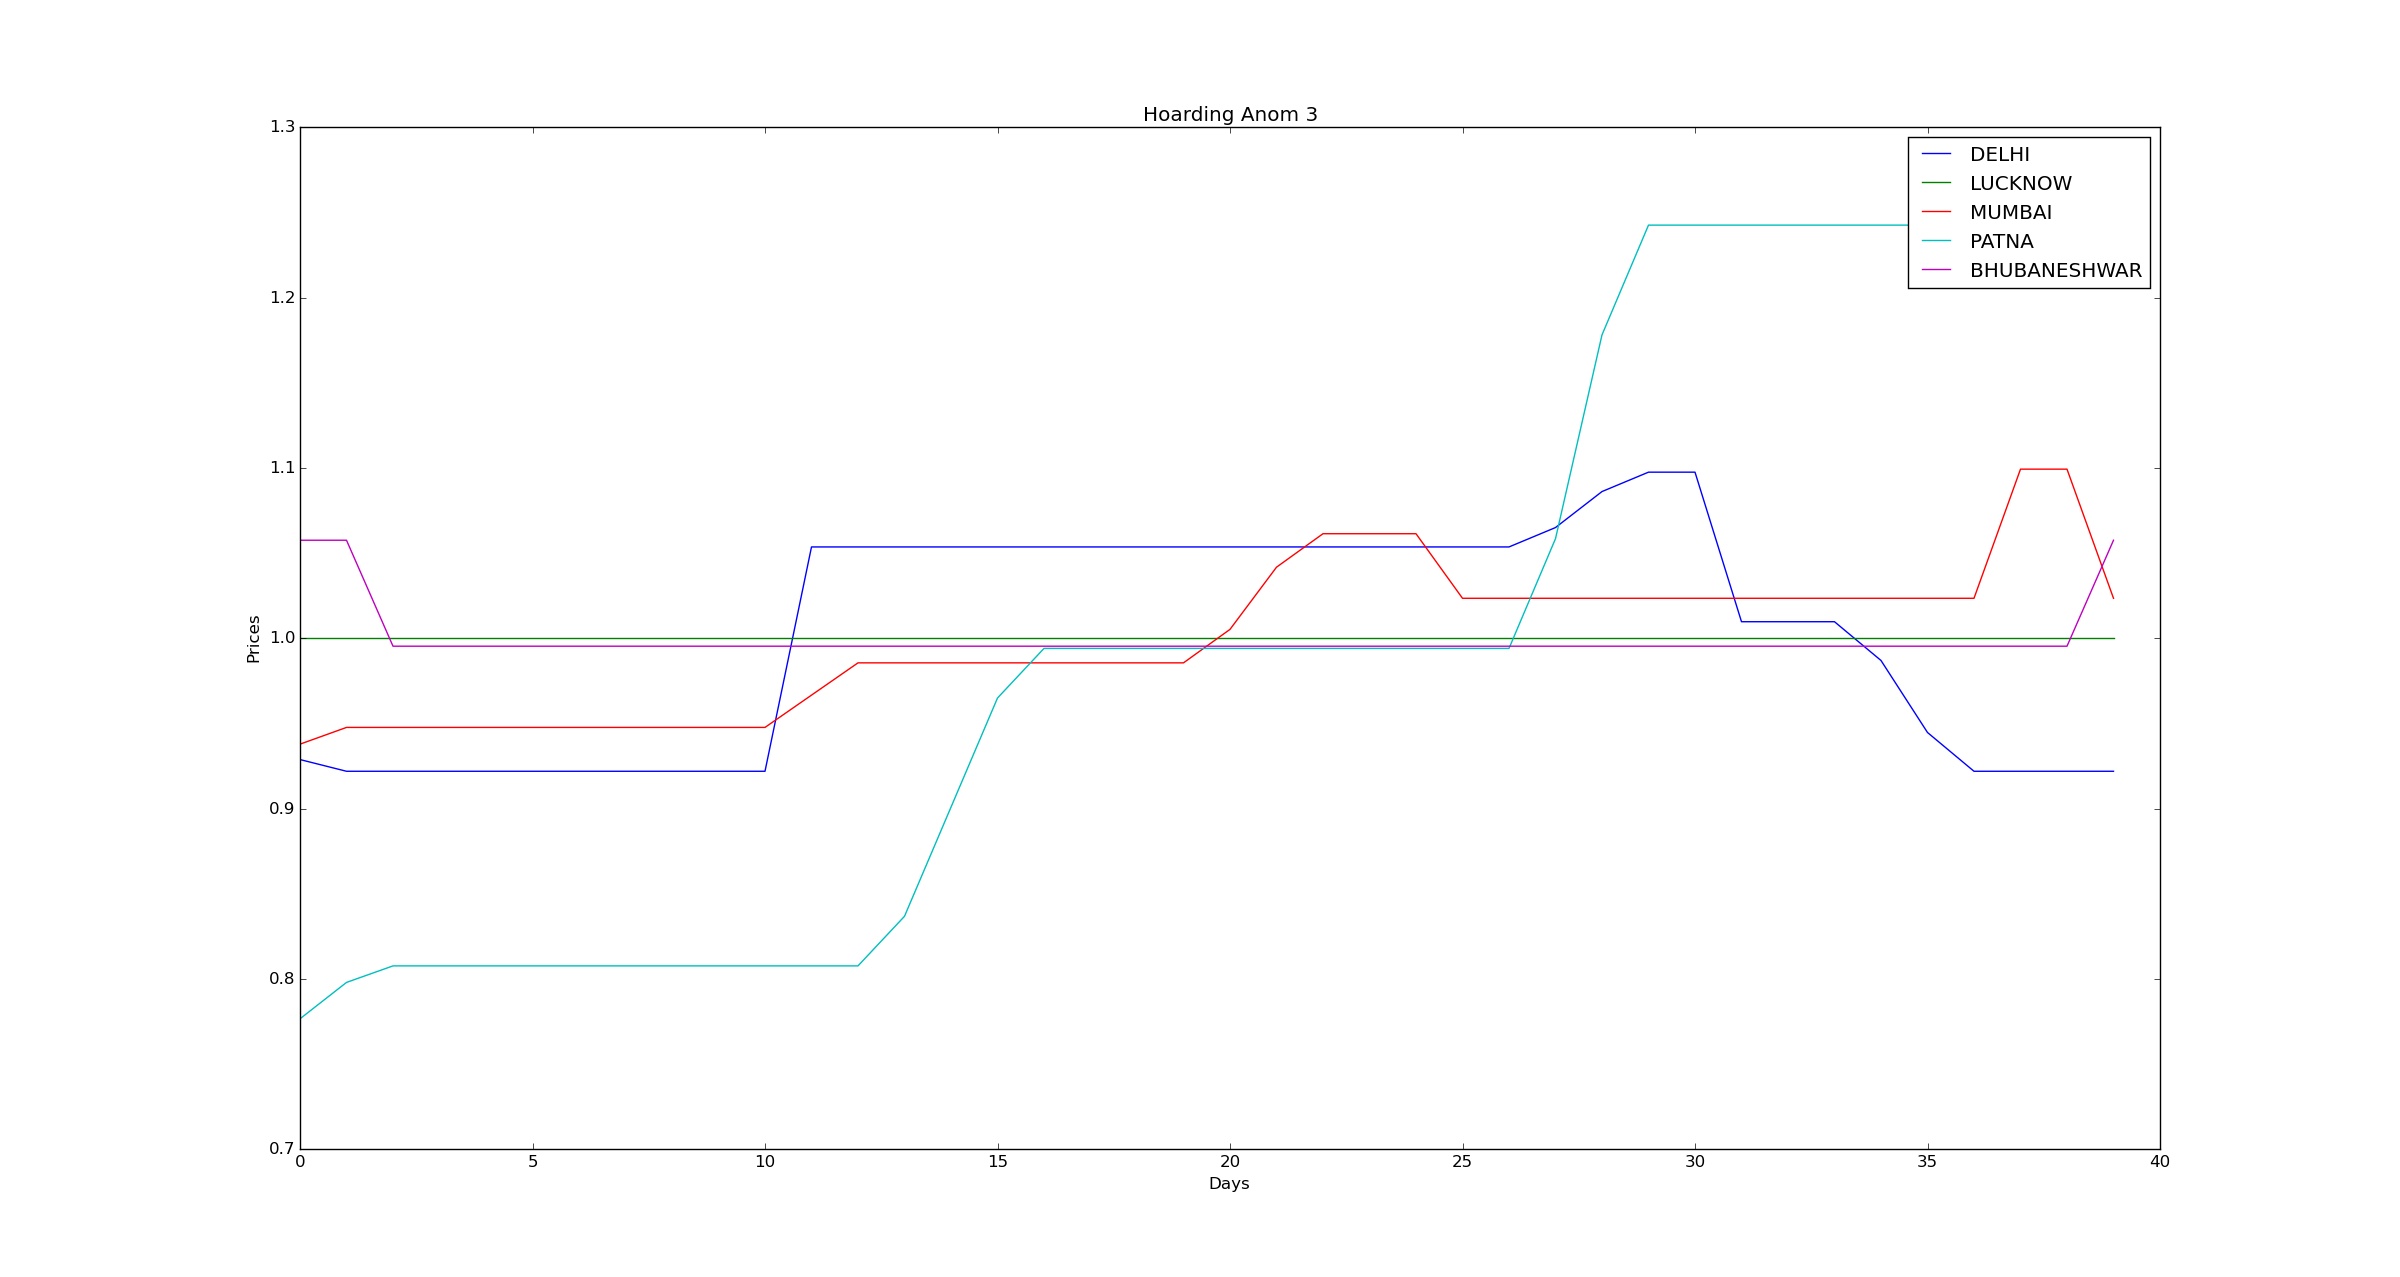 Hoarding Anom 3
1.3
1.2
1.1
1.0
0.9
0.8
0.7
Prices
0 5 10 15 20 25 30 35 40
Days
DELHI
LUCKNOW
MUMBAI
PATNA
BHUBANESHWAR